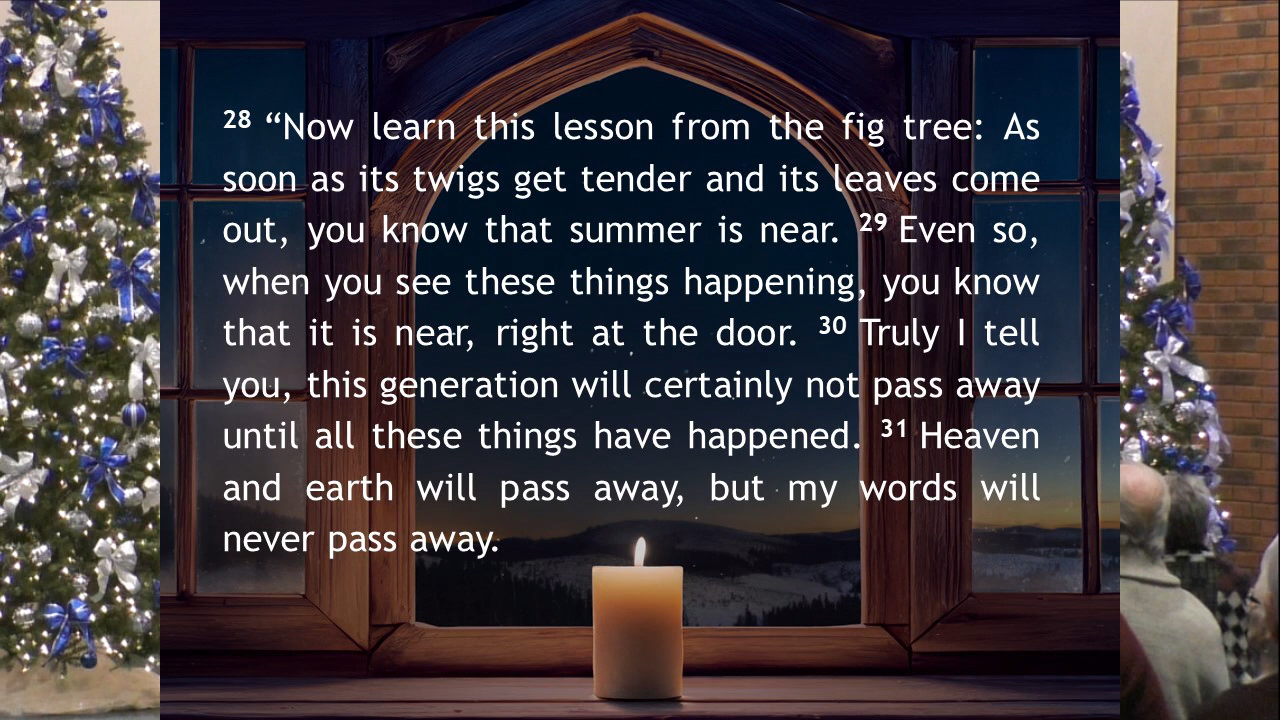 28 “Now learn this lesson from the fig tree: As
soon as its twigs get tender and its leaves come
out, you know that summer is near. 29 Even so,
when you see these things happening, you know
that it is near, right at the door. 30 Truly I tell
you, this generation will certainly not pass away
until all these things have happened. 31 Heaven
and earth will pass away, but my words will
never pass away.